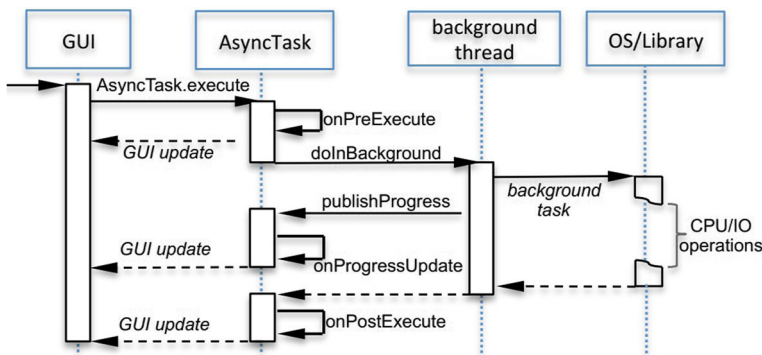 GUI
AsyncTask
background
thread
OS/Library
AsyncTask.execute
onPreExecute
GUI update
doInBackground
background
task
publishProgress
CPU/IO
operations
GUI update
onProgressUpdate
GUI update
onPostExecute